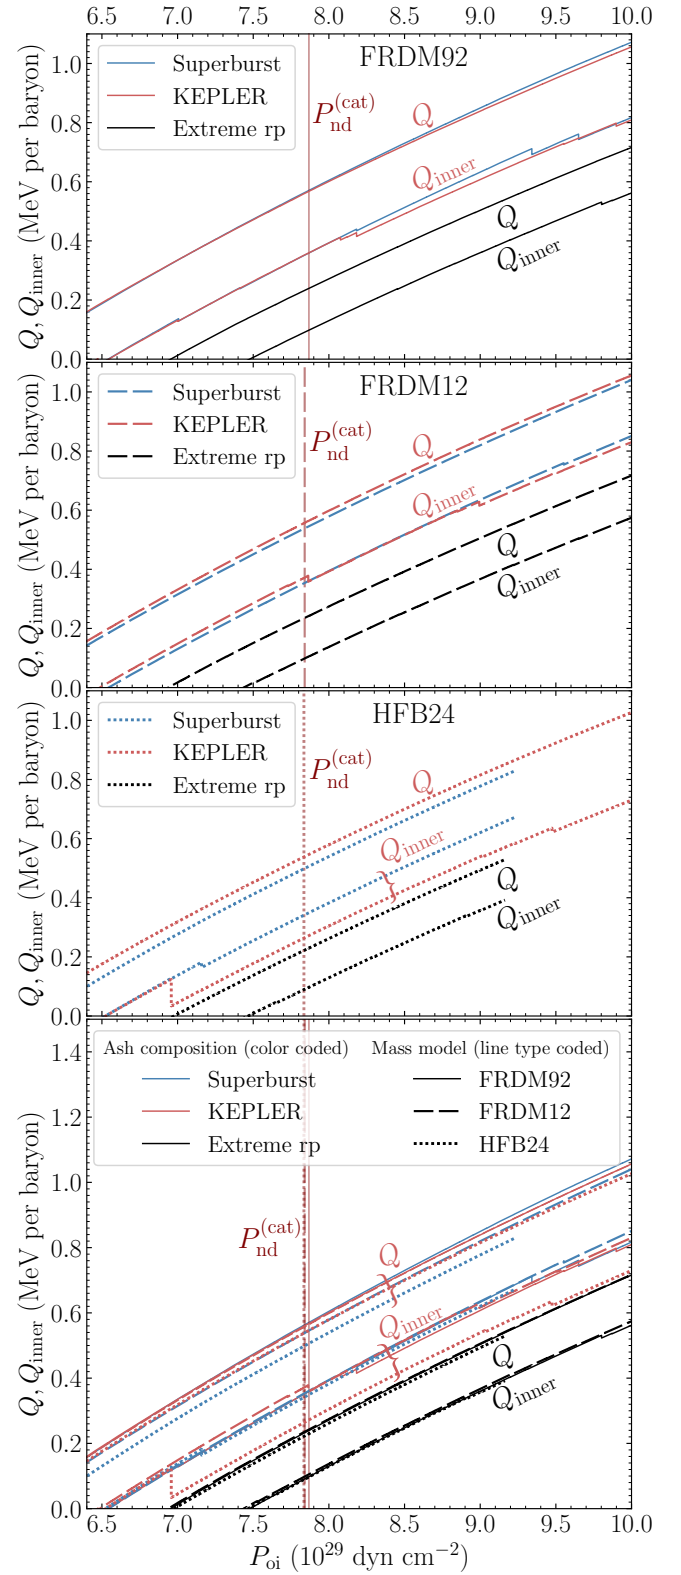 6.5 7.0 7.5 8.0 8.5 9.0 9.5 10.0
FRDM92
Superburst
KEPLER
Extreme rp
P_nd^(cat)
Q
Q_inner
Q
Q_inner
1.0
0.8
0.6
0.4
0.2
0.0
Q, Q_inner (MeV per baryon)
FRDM12
Superburst
KEPLER
Extreme rp
P_nd^(cat)
Q
Q_inner
Q
Q_inner
1.0
0.8
0.6
0.4
0.2
0.0
Q, Q_inner (MeV per baryon)
HFB24
Superburst
KEPLER
Extreme rp
P_nd^(cat)
Q
Q_inner
}
Q
Q_inner
1.0
0.8
0.6
0.4
0.2
0.0
Q, Q_inner (MeV per baryon)
Ash composition (color coded) Mass model (line type coded)
Superburst FRDM92
KEPLER FRDM12
Extreme rp HFB24
P_nd^(cat)
Q
}
Q_inner
}
Q
Q_inner
1.4
1.2
1.0
0.8
0.6
0.4
0.2
0.0
Q, Q_inner (MeV per baryon)
6.5 7.0 7.5 8.0 8.5 9.0 9.5 10.0
P_oi (10^29 dyn cm^−2)